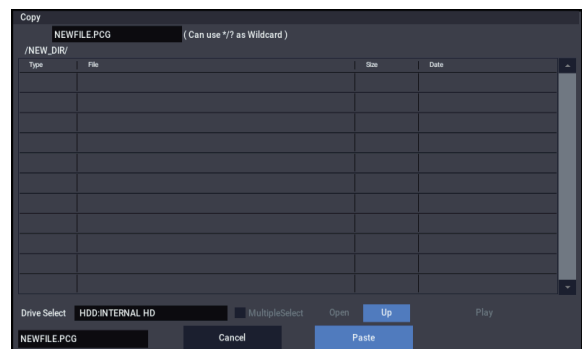 Copy
NEWFILE.PCG ( Can use */? as Wildcard )
/NEW_DIR/
Type File Size Date
Drive Select HDD:INTERNAL HD MultipleSelect Open Up Play
NEWFILE.PCG Cancel Paste